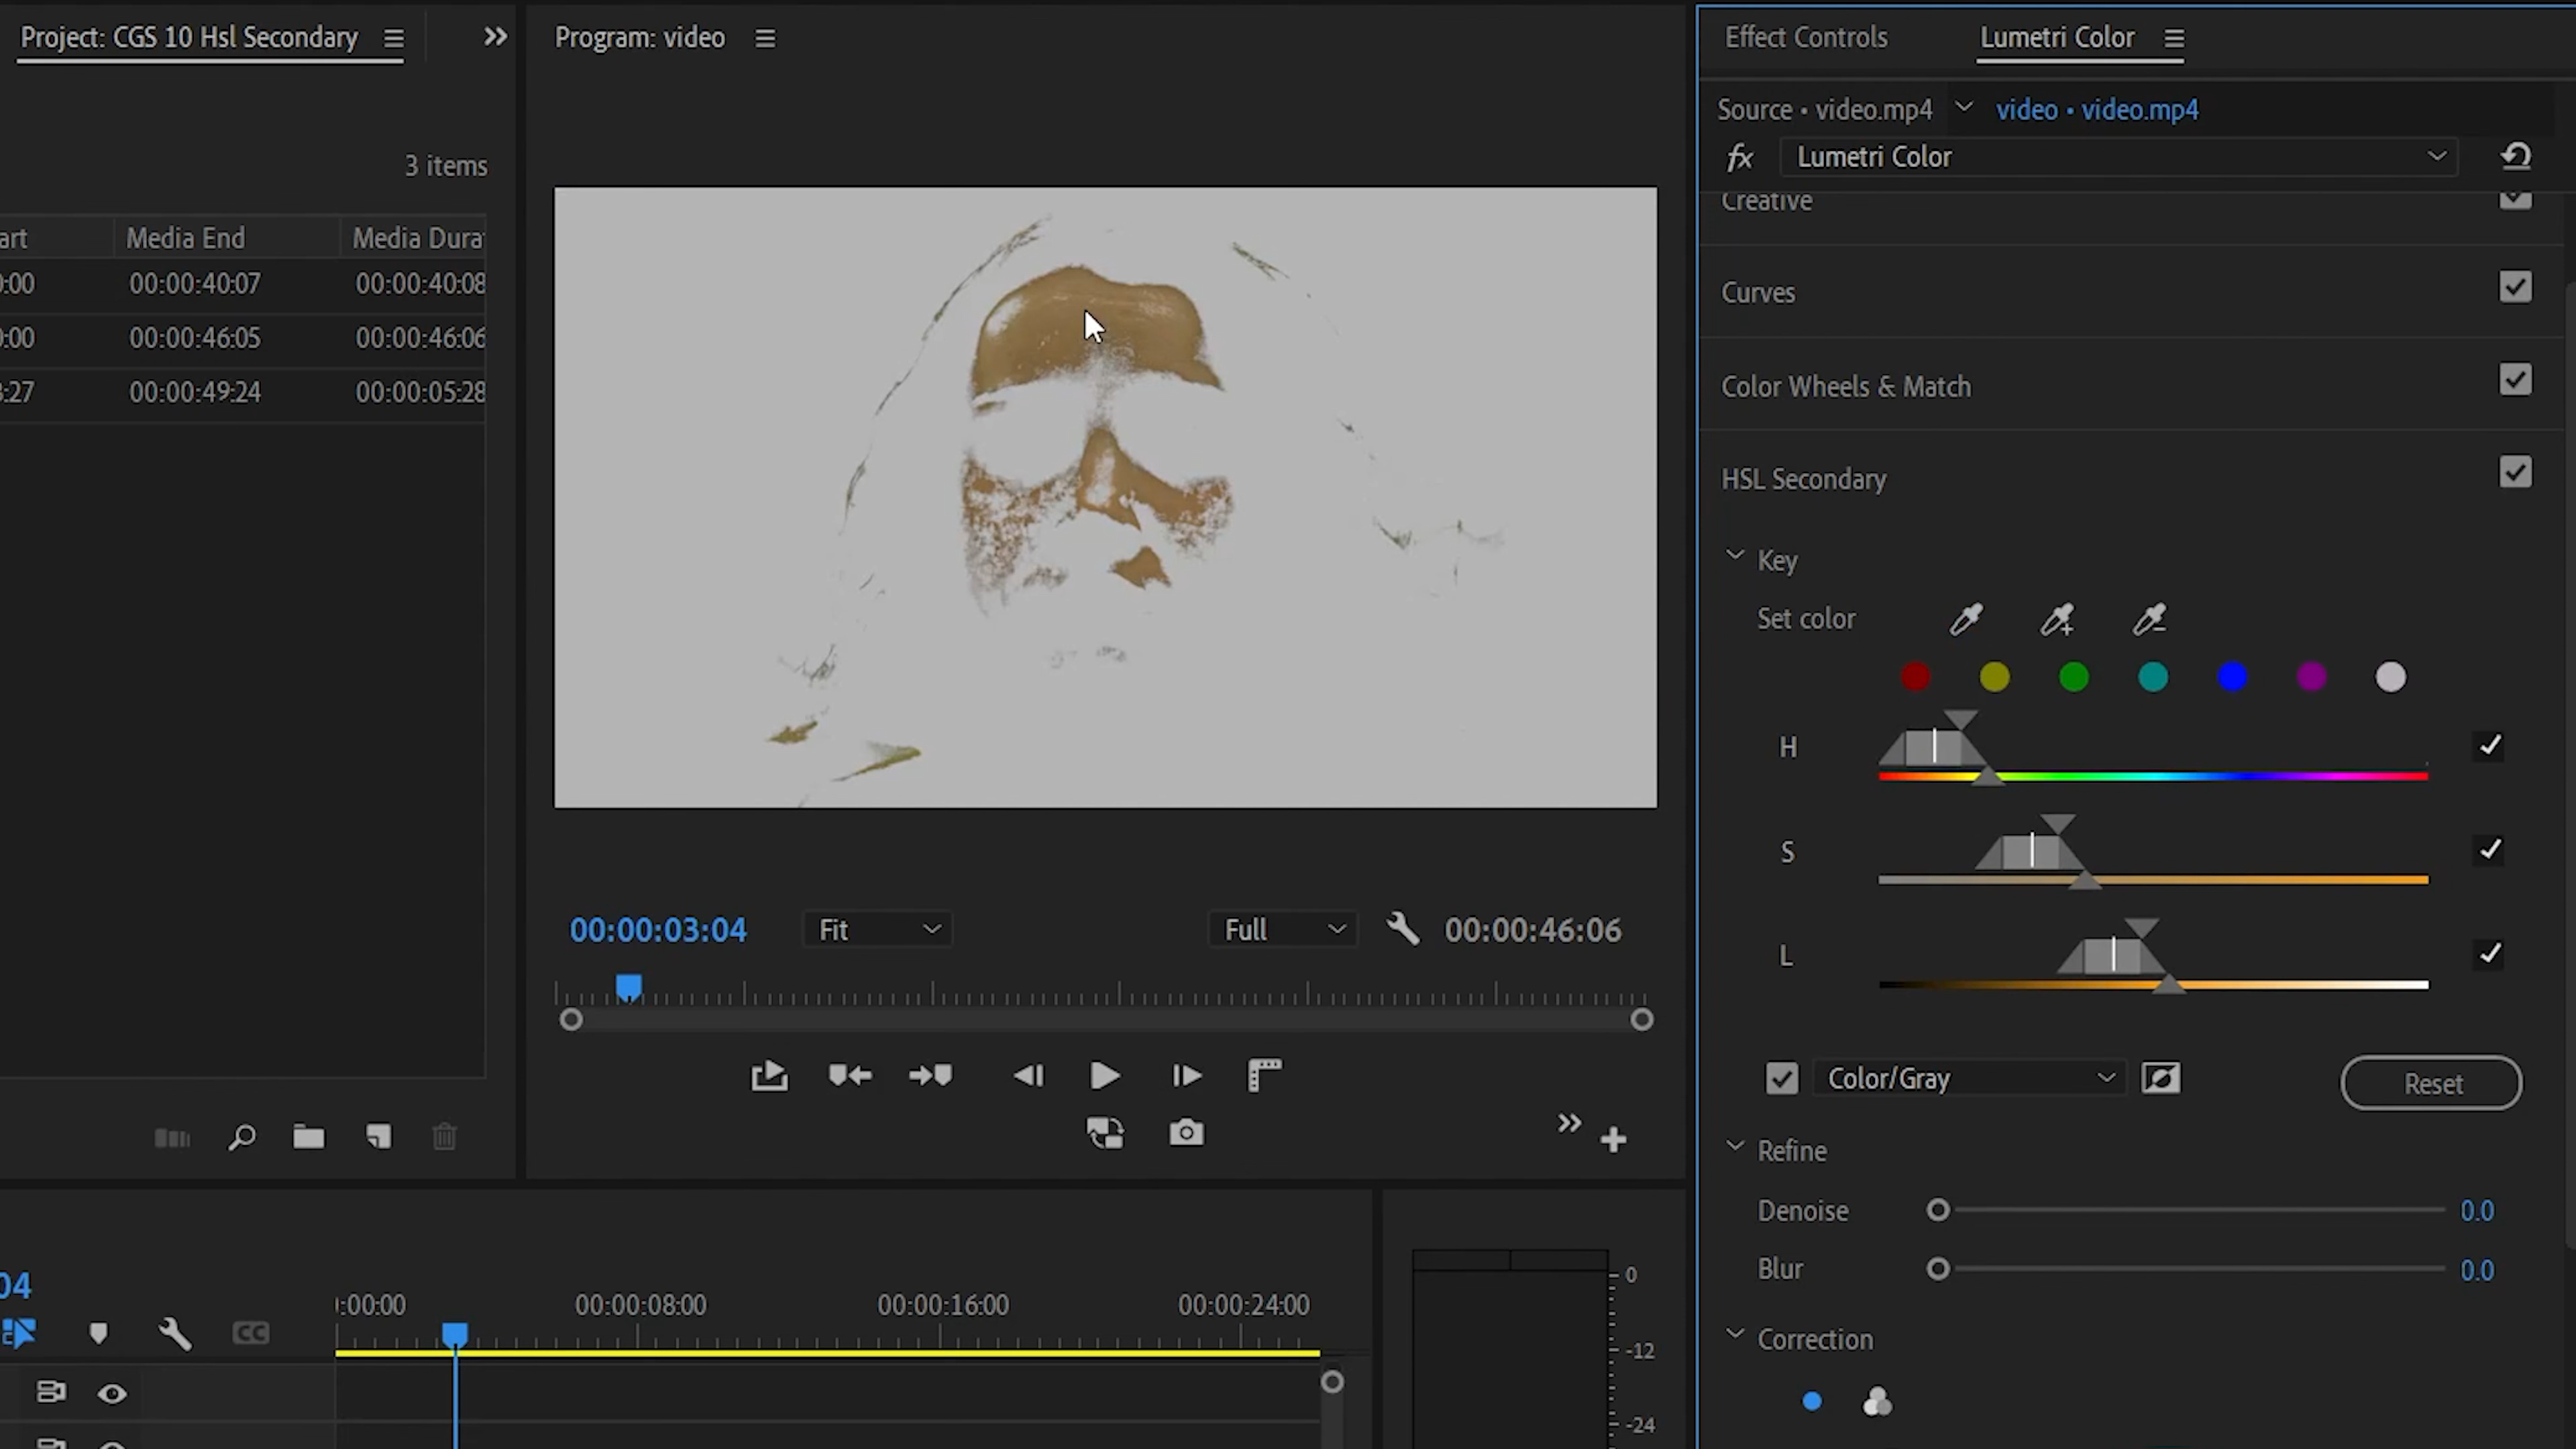 Project: CGS 10 Hsl Secondary
Program: video
Effect Controls
Lumetri Color
Source • video.mp4
video • video.mp4
fx
Lumetri Color
3 items
Creative
art
Media End
Media Dura
0:00
00:00:40:07
00:00:40:08
0:00
00:00:46:05
00:00:46:06
3:27
00:00:49:24
00:00:05:28
Curves
Color Wheels & Match
HSL Secondary
Key
Set color
H
S
L
00:00:03:04
Fit
Full
00:00:46:06
Color/Gray
Reset
Refine
Denoise
0.0
Blur
0.0
Correction
04
:00:00
00:00:08:00
00:00:16:00
00:00:24:00
CC
0
-12
-24